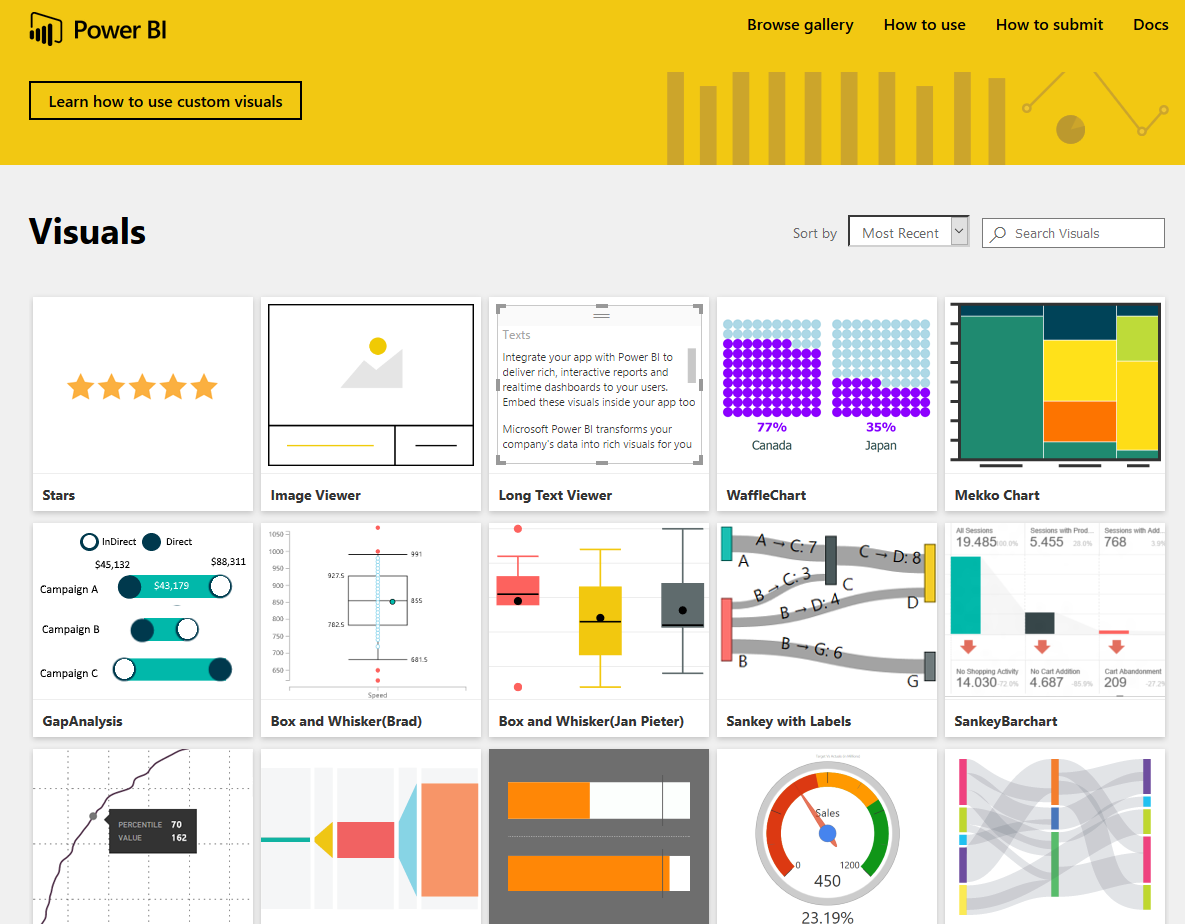 Power BI
Browse gallery
How to use
How to submit
Docs
Learn how to use custom visuals
Visuals
Sort by
Most Recent
Search Visuals
Texts
Integrate your app with Power BI to
deliver rich, interactive reports and
realtime dashboards to your users.
Embed these visuals inside your app too
Microsoft Power BI transforms your
company's data into rich visuals for you
77%
Canada
35%
Japan
Stars
Image Viewer
Long Text Viewer
WaffleChart
Mekko Chart
InDirect
Direct
$45,132
$88,311
Campaign A
$43,179
Campaign B
Campaign C
1050
1000
950
900
850
800
750
700
650
991
927.5
855
782.5
681.5
Speed
A → C: 7
C → D: 8
A
B → C: 3
C
B → D: 4
D
B → G: 6
B
G
All Sessions
19.485
100.0%
Sessions with Prod...
5.455
28.0%
Sessions with Add...
768
3.9%
No Shopping Activity
14.030
-72.0%
No Cart Addition
4.687
-85.9%
Cart Abandonment
209
-27.2%
GapAnalysis
Box and Whisker(Brad)
Box and Whisker(Jan Pieter)
Sankey with Labels
SankeyBarchart
PERCENTILE 70
VALUE 162
Sales
0
1200
450
23.19%